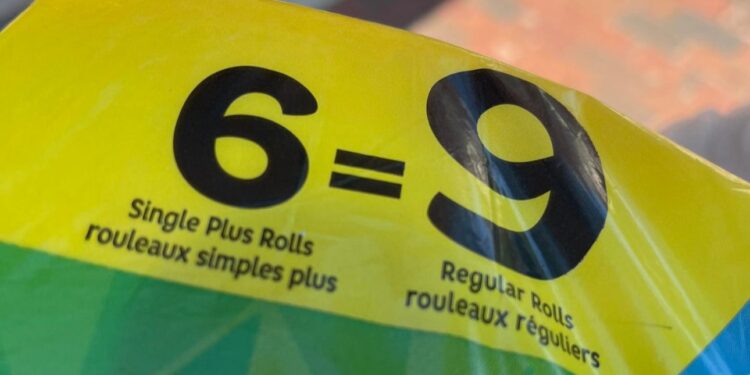 6=9
Single Plus Rolls
rouleaux simples plus
Regular Rolls
rouleaux réguliers